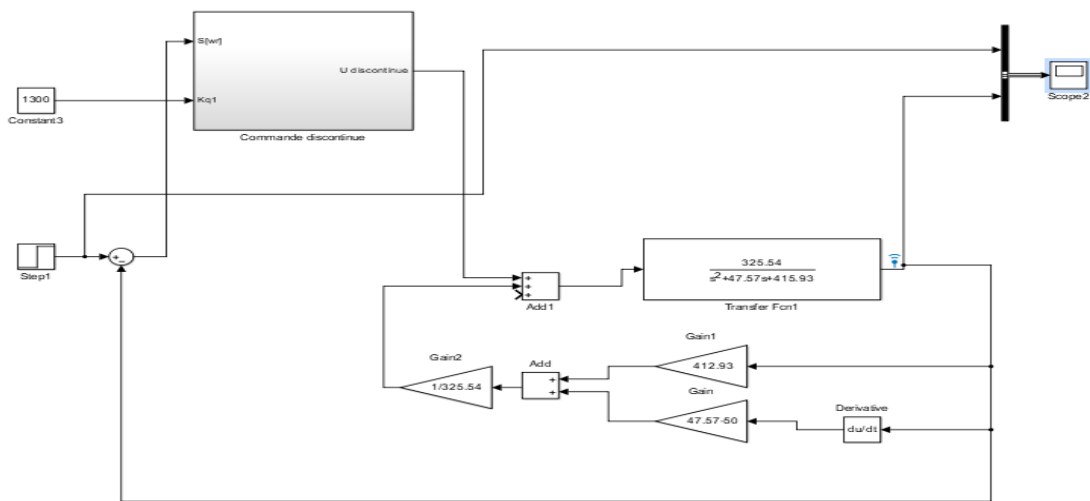 S[wr]
U discontinue
Kq1
1300
Constant3
Commande discontinue
Scope2
Step1
+
−
+
+
+
Add1
325.54
s²+47.57s+415.93
Transfer Fcn1
Gain1
412.93
Gain2
1/325.54
Add
+
+
Gain
47.57-50
Derivative
du/dt